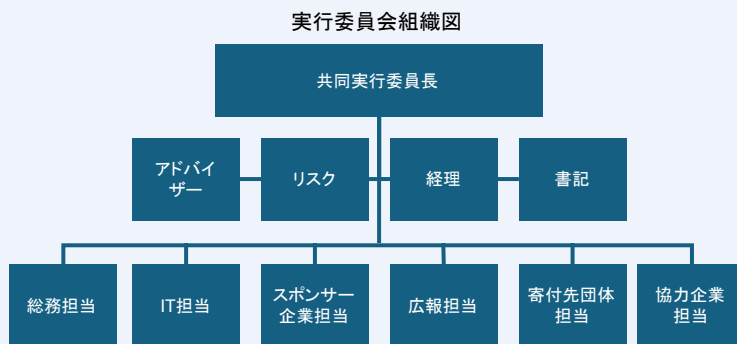 実行委員会組織図
共同実行委員長
アドバイ
ザー
リスク
経理
書記
総務担当
IT担当
スポンサー
企業担当
広報担当
寄付先団体
担当
協力企業
担当